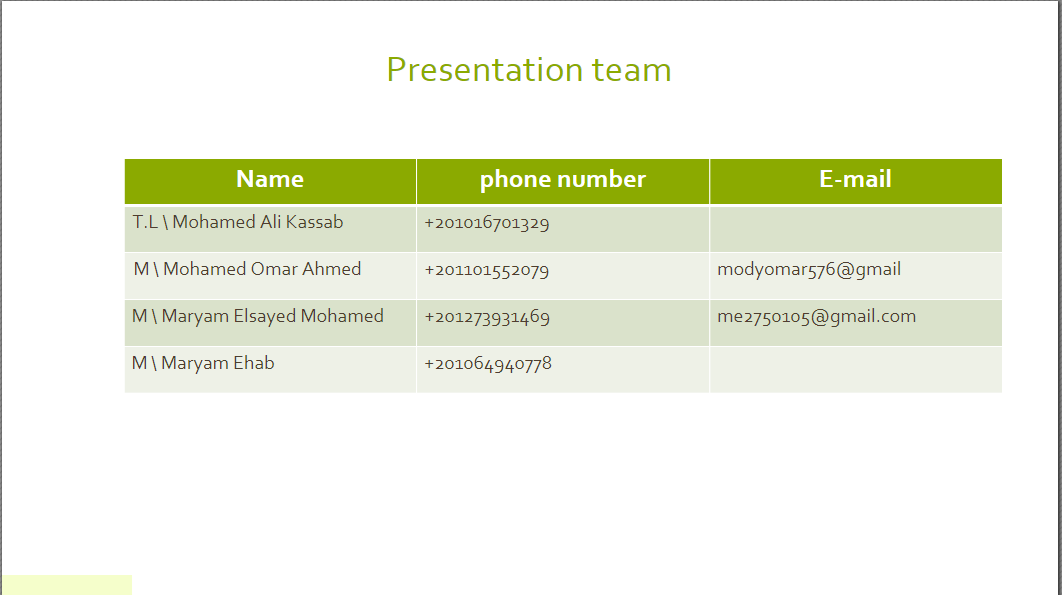 Presentation team
Name phone number E-mail
T.L \ Mohamed Ali Kassab +201016701329
M \ Mohamed Omar Ahmed +201101552079 modyomar576@gmail
M \ Maryam Elsayed Mohamed +201273931469 me2750105@gmail.com
M \ Maryam Ehab +201064940778